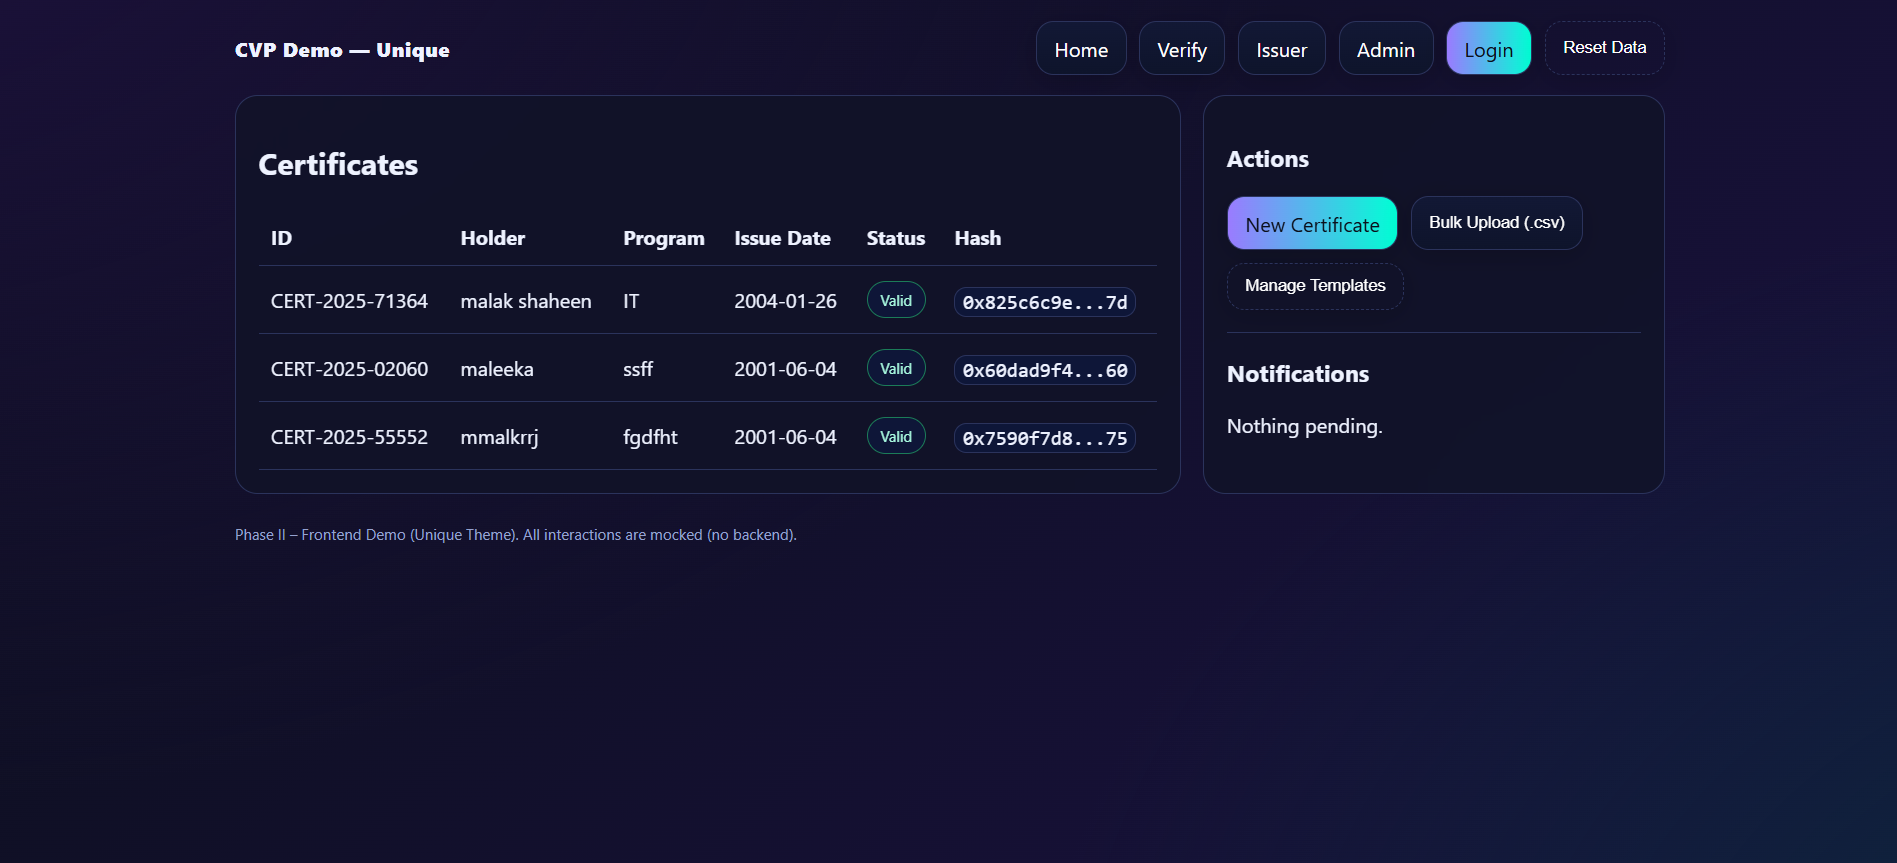 CVP Demo — Unique
Home Verify Issuer Admin Login Reset Data
Certificates
ID Holder Program Issue Date Status Hash
CERT-2025-71364 malak shaheen IT 2004-01-26 Valid 0x825c6c9e...7d
CERT-2025-02060 maleeka ssff 2001-06-04 Valid 0x60dad9f4...60
CERT-2025-55552 mmalkrrj fgdfht 2001-06-04 Valid 0x7590f7d8...75
Actions
New Certificate Bulk Upload (.csv)
Manage Templates
Notifications
Nothing pending.
Phase II – Frontend Demo (Unique Theme). All interactions are mocked (no backend).